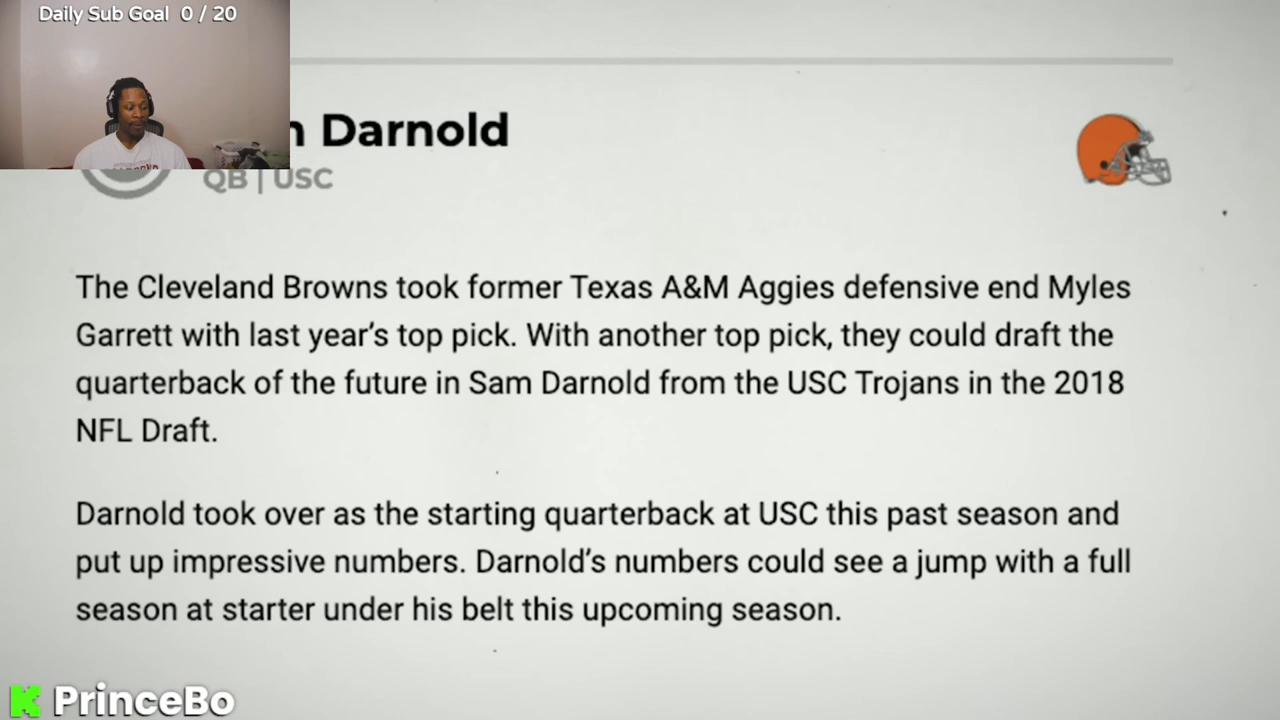 Daily Sub Goal 0 / 20
n Darnold
QB | USC
The Cleveland Browns took former Texas A&M Aggies defensive end Myles
Garrett with last year’s top pick. With another top pick, they could draft the
quarterback of the future in Sam Darnold from the USC Trojans in the 2018
NFL Draft.
Darnold took over as the starting quarterback at USC this past season and
put up impressive numbers. Darnold’s numbers could see a jump with a full
season at starter under his belt this upcoming season.
K PrinceBo